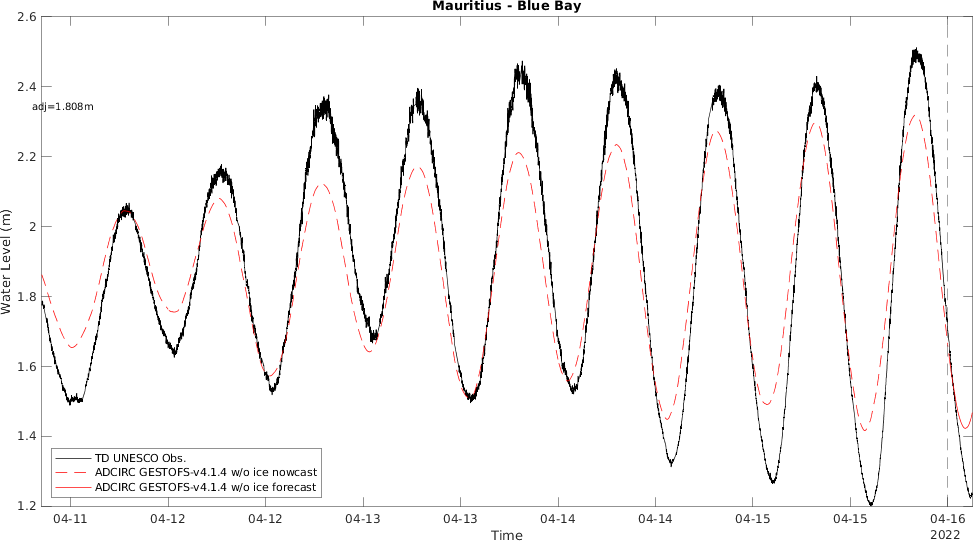 Mauritius - Blue Bay
2.6
2.4
adj=1.808m
2.2
2
1.8
1.6
1.4
1.2
Water Level (m)
TD UNESCO Obs.
ADCIRC GESTOFS-v4.1.4 w/o ice nowcast
ADCIRC GESTOFS-v4.1.4 w/o ice forecast
04-11 04-12 04-12 04-13 04-13 04-14 04-14 04-15 04-15 04-16
2022
Time